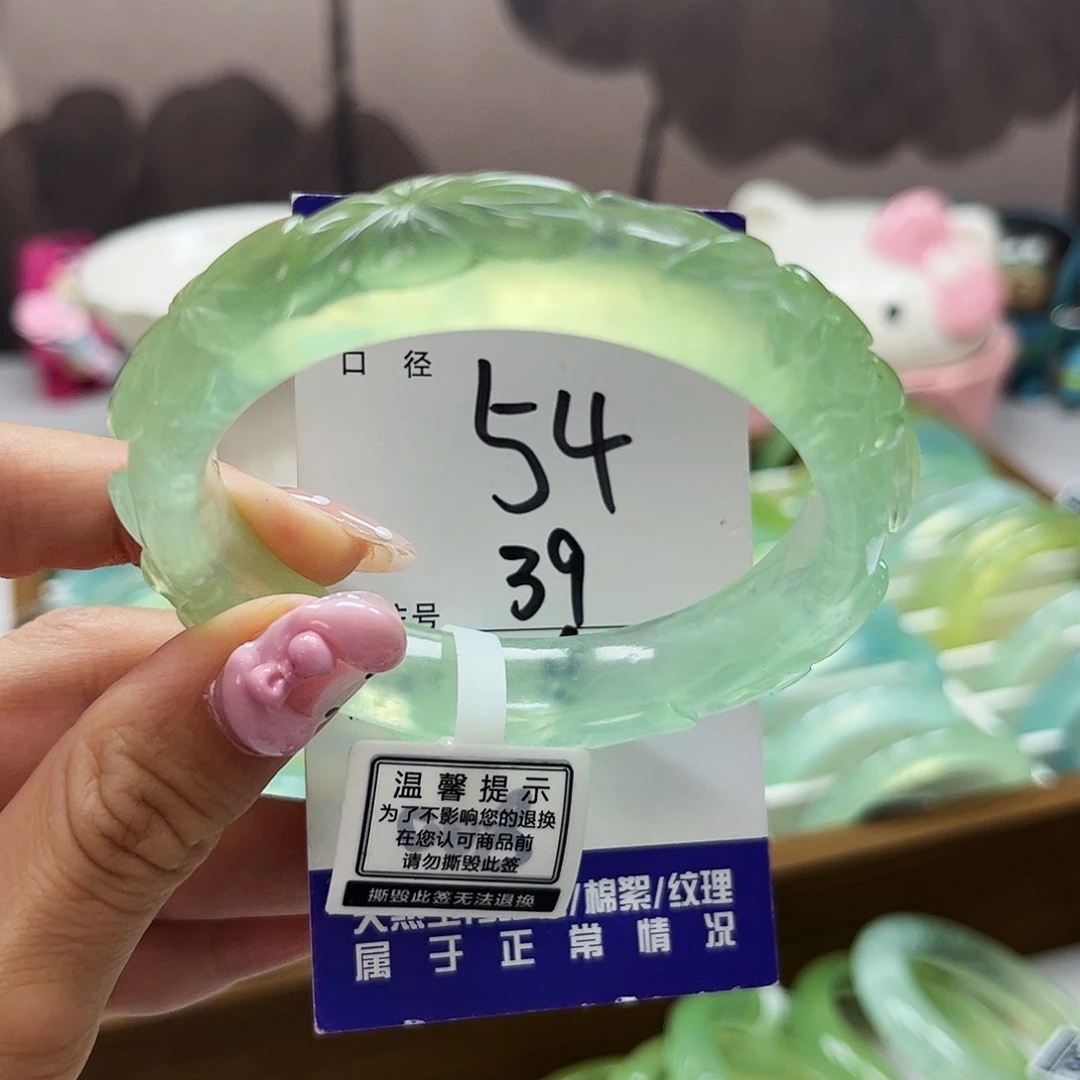 口 径
54
39
号
温馨提示
为了不影响您的退换
在您认可商品前
请勿撕毁此签
撕毁此签无法退换
/棉絮/纹理
属于正常情况